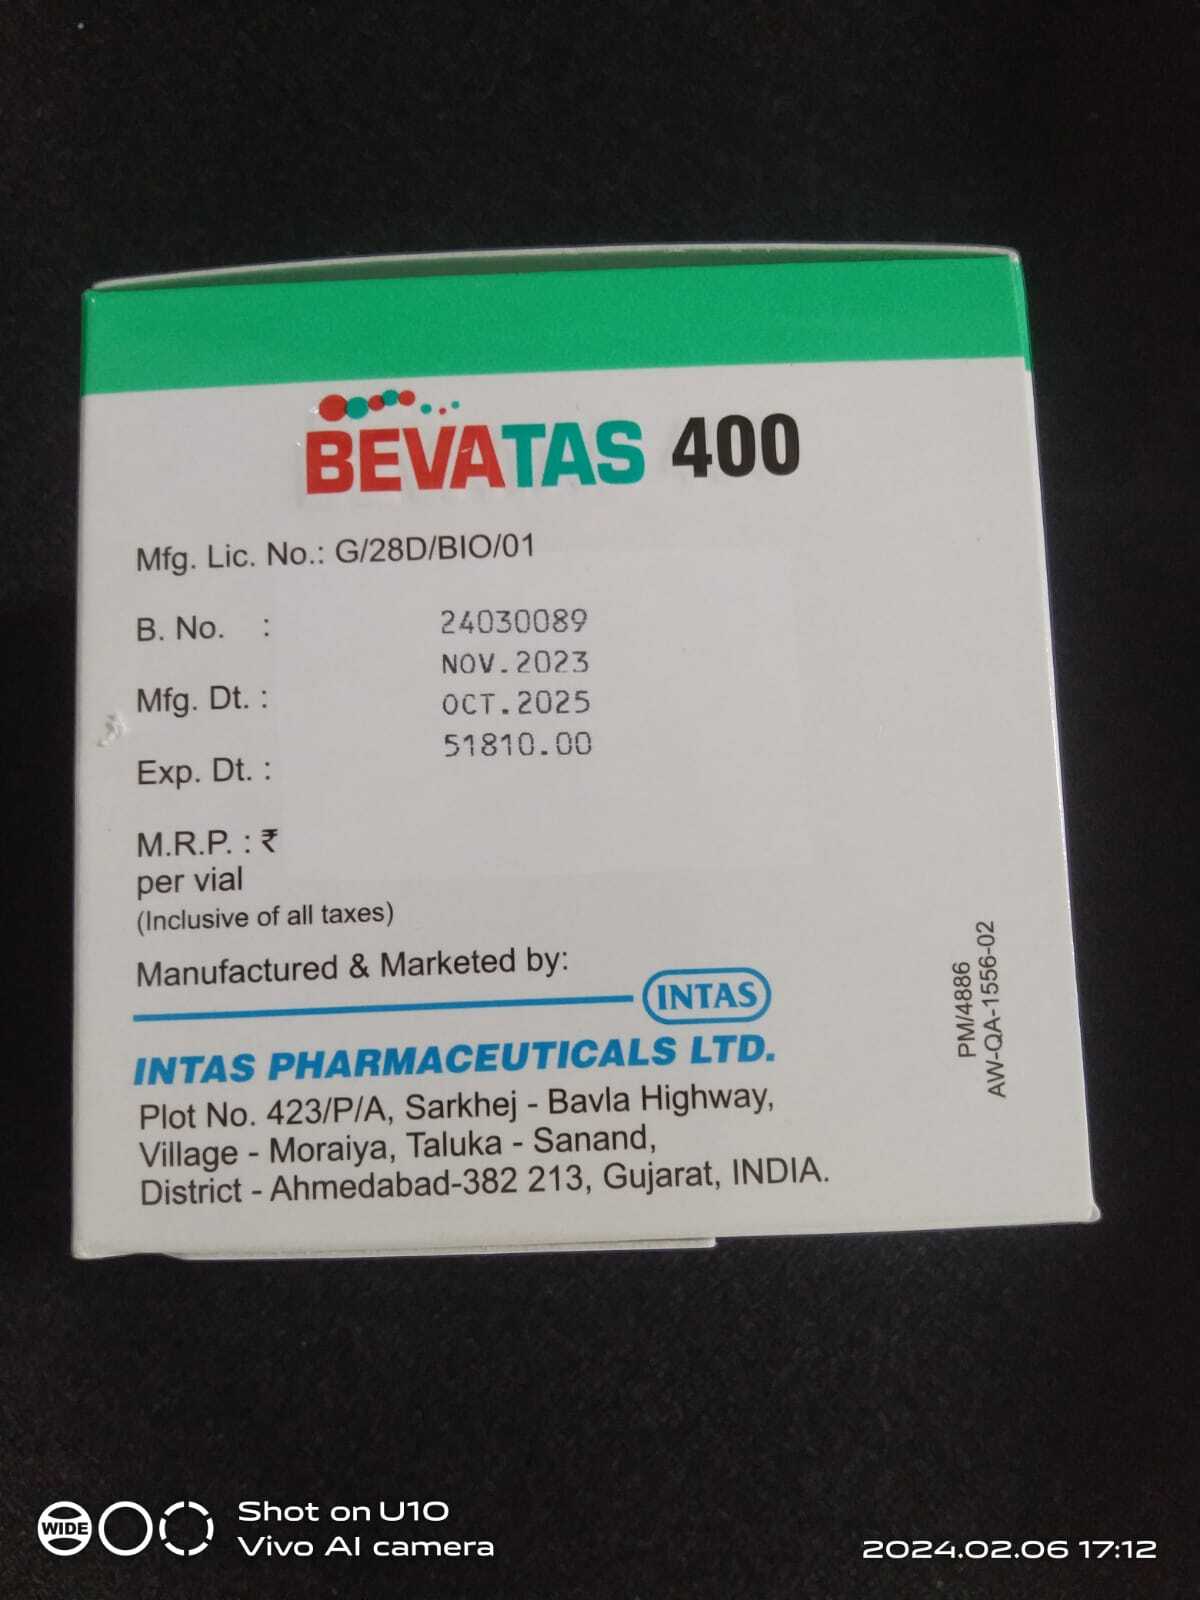 BEVATAS 400
Mfg. Lic. No.: G/28D/BIO/01
B. No. : 24030089
NOV.2023
Mfg. Dt. :
OCT.2025
51810.00
Exp. Dt. :
M.R.P. : ₹
per vial
(Inclusive of all taxes)
Manufactured & Marketed by:
INTAS
INTAS PHARMACEUTICALS LTD.
Plot No. 423/P/A, Sarkhej - Bavla Highway,
Village - Moraiya, Taluka - Sanand,
District - Ahmedabad-382 213, Gujarat, INDIA.
PM/4886
AW-QA-1556-02
WIDE
Shot on U10
Vivo AI camera
2024.02.06 17:12